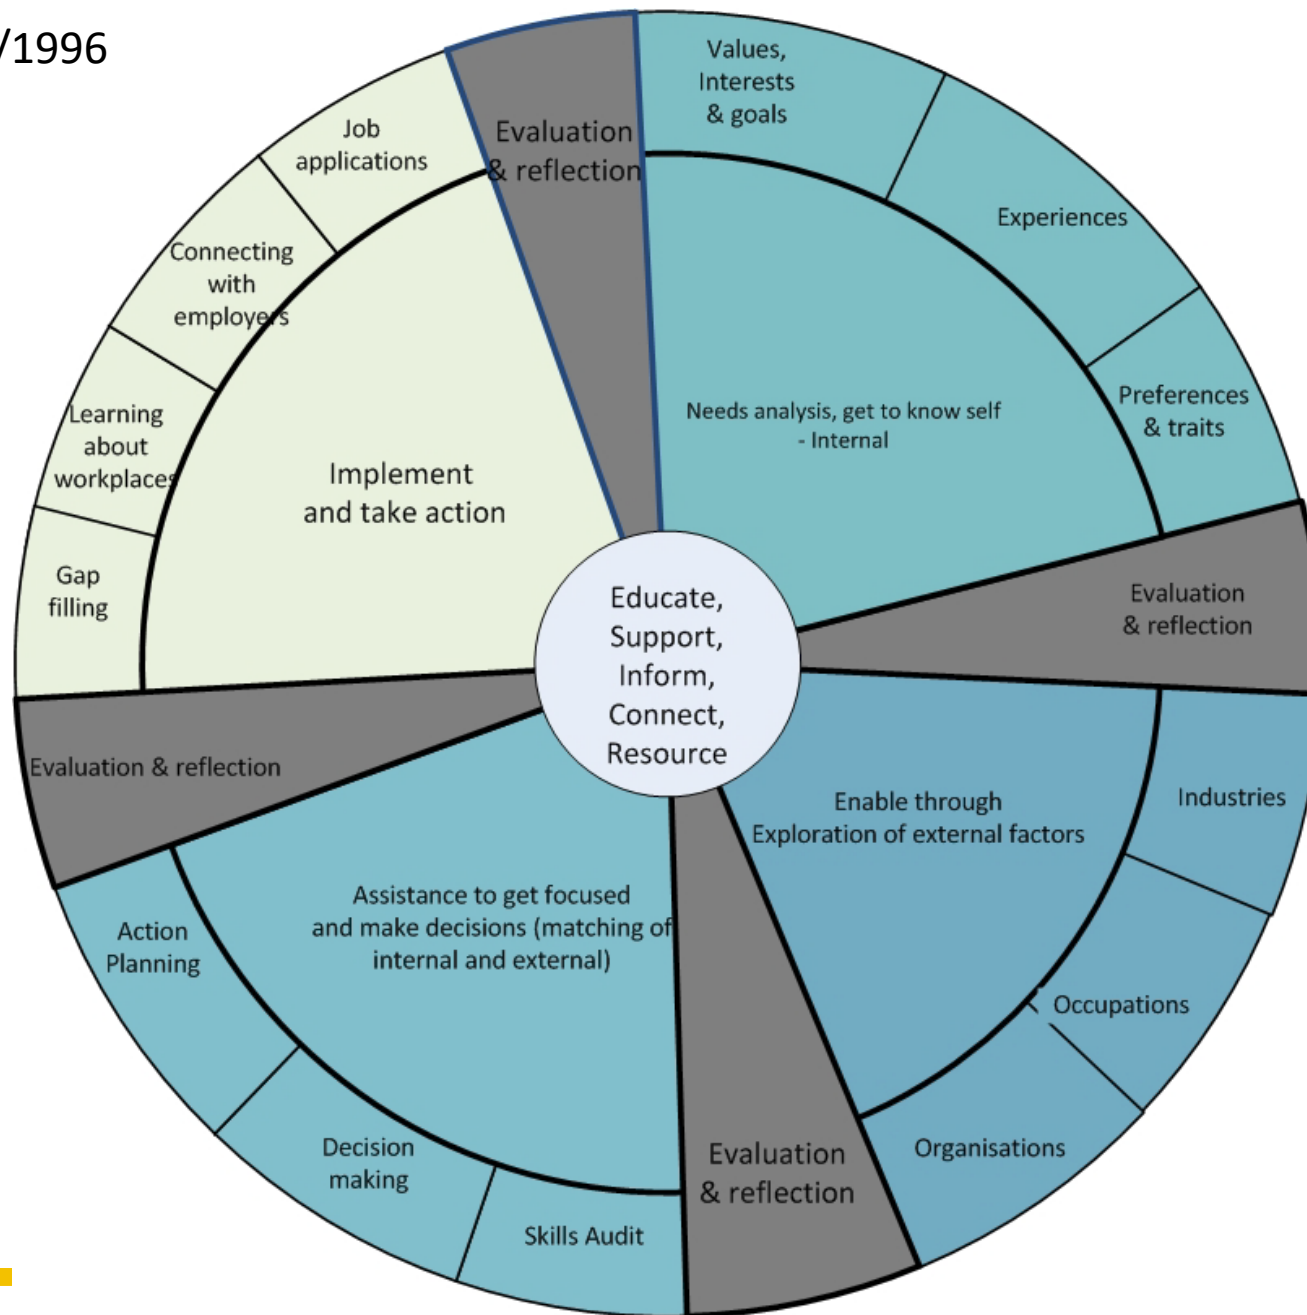 /1996
Values,
Interests
& goals
Experiences
Preferences
& traits
Needs analysis, get to know self
- Internal
Evaluation
& reflection
Industries
Occupations
Organisations
Enable through
Exploration of external factors
Evaluation
& reflection
Skills Audit
Decision
making
Action
Planning
Assistance to get focused
and make decisions (matching of
internal and external)
Evaluation & reflection
Gap
filling
Learning
about
workplaces
Connecting
with
employers
Job
applications
Implement
and take action
Evaluation
& reflection
Educate,
Support,
Inform,
Connect,
Resource